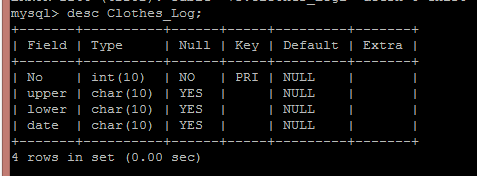 mysql> desc Clothes_Log;
+-------+----------+------+-----+---------+-------+
| Field | Type     | Null | Key | Default | Extra |
+-------+----------+------+-----+---------+-------+
| No    | int(10)  | NO   | PRI | NULL    |       |
| upper | char(10) | YES  |     | NULL    |       |
| lower | char(10) | YES  |     | NULL    |       |
| date  | char(10) | YES  |     | NULL    |       |
+-------+----------+------+-----+---------+-------+
4 rows in set (0.00 sec)